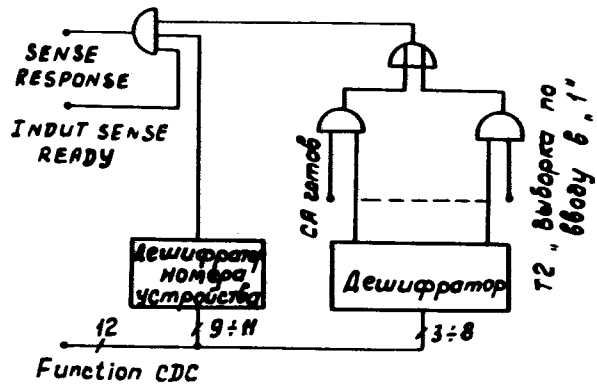 SENSE
RESPONSE
INDUT SENSE
READY
СА готов
Т2 „ выборка по
вводу в „1"
Дешифратор
номера
устройства
Дешифратор
12
9÷11
3÷8
Function CDC